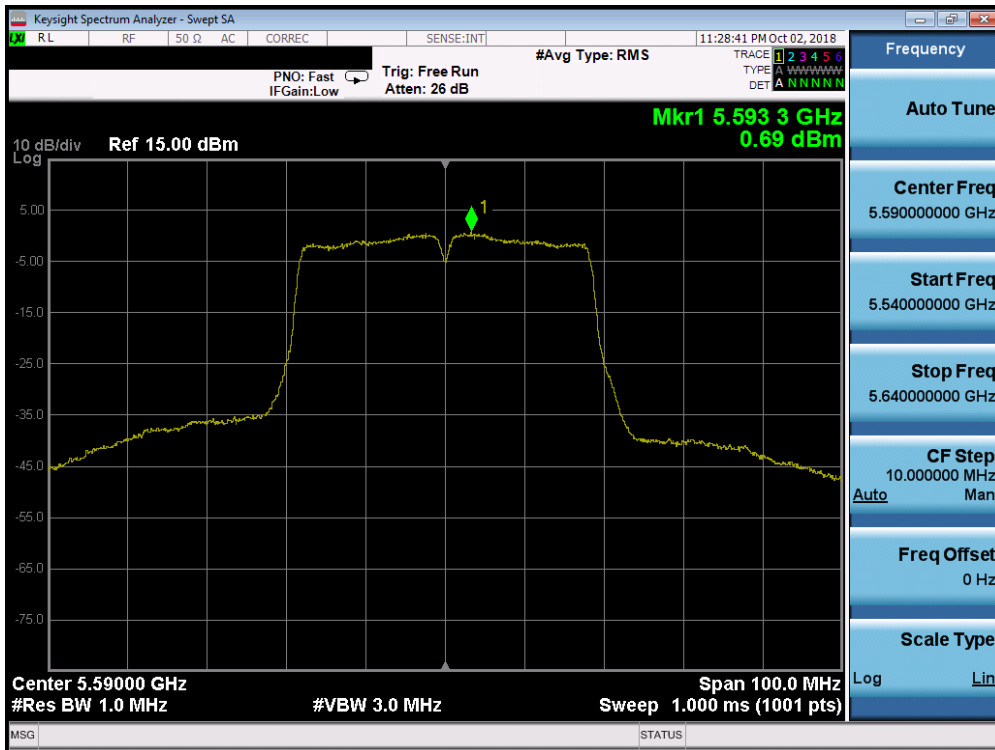 Keysight Spectrum Analyzer - Swept SA
LXI RL RF 50 Ω AC CORREC SENSE:INT 11:28:41 PM Oct 02, 2018
#Avg Type: RMS
TRACE 1 2 3 4 5 6
TYPE A WWWWW
DET A N N N N N
PNO: Fast
IFGain:Low
Trig: Free Run
Atten: 26 dB
Mkr1 5.593 3 GHz
0.69 dBm
10 dB/div
Log
Ref 15.00 dBm
1
5.00
-5.00
-15.0
-25.0
-35.0
-45.0
-55.0
-65.0
-75.0
Center 5.59000 GHz
Span 100.0 MHz
#Res BW 1.0 MHz
#VBW 3.0 MHz
Sweep 1.000 ms (1001 pts)
MSG
STATUS
Frequency
Auto Tune
Center Freq
5.590000000 GHz
Start Freq
5.540000000 GHz
Stop Freq
5.640000000 GHz
CF Step
10.000000 MHz
Auto Man
Freq Offset
0 Hz
Scale Type
Log Lin